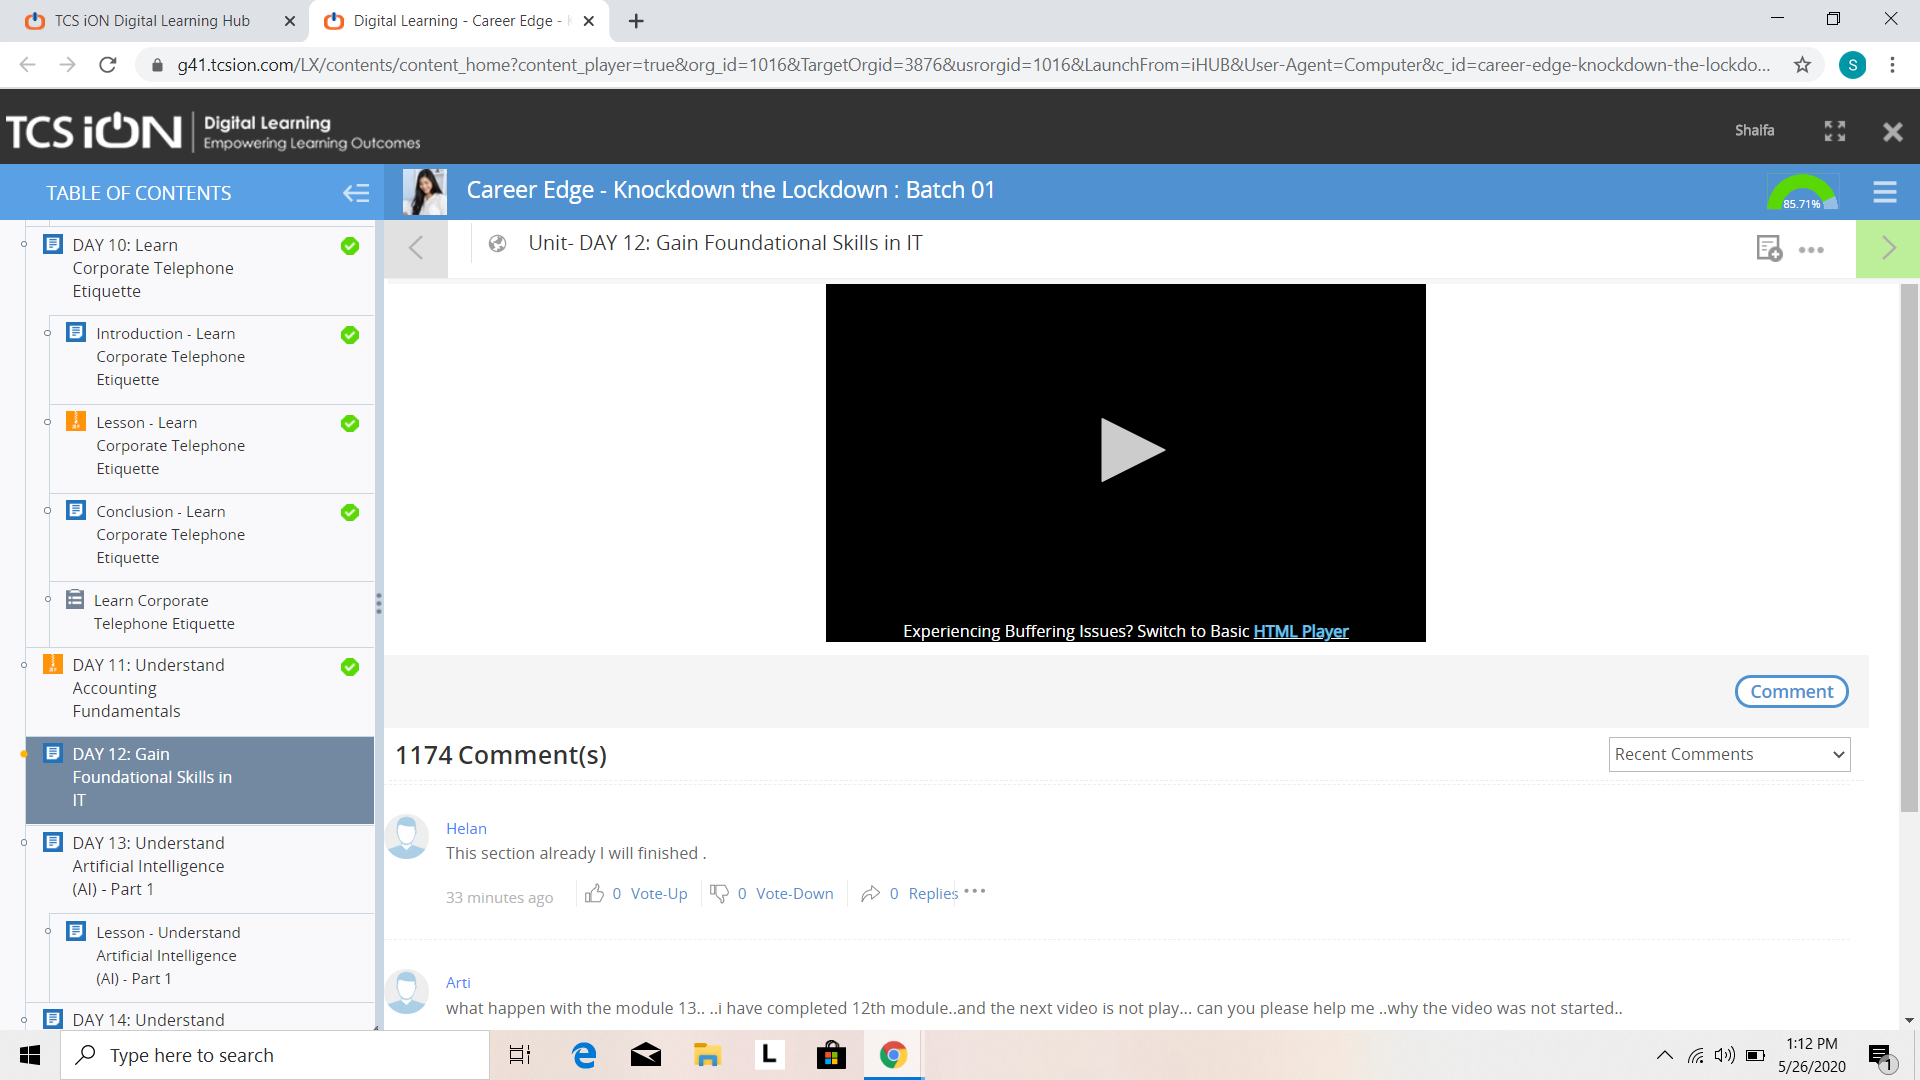 TCS iON Digital Learning Hub
Digital Learning - Career Edge -
g41.tcsion.com/LX/contents/content_home?content_player=true&org_id=1016&TargetOrgid=3876&usrorgid=1016&LaunchFrom=iHUB&User-Agent=Computer&c_id=career-edge-knockdown-the-lockdo...
S
TCS iON
Digital Learning
Empowering Learning Outcomes
Shaifa
TABLE OF CONTENTS
Career Edge - Knockdown the Lockdown : Batch 01
85.71%
DAY 10: Learn
Corporate Telephone
Etiquette
Introduction - Learn
Corporate Telephone
Etiquette
Lesson - Learn
Corporate Telephone
Etiquette
Conclusion - Learn
Corporate Telephone
Etiquette
Learn Corporate
Telephone Etiquette
DAY 11: Understand
Accounting
Fundamentals
DAY 12: Gain
Foundational Skills in
IT
DAY 13: Understand
Artificial Intelligence
(AI) - Part 1
Lesson - Understand
Artificial Intelligence
(AI) - Part 1
DAY 14: Understand
Unit- DAY 12: Gain Foundational Skills in IT
Experiencing Buffering Issues? Switch to Basic HTML Player
Comment
1174 Comment(s)
Recent Comments
Helan
This section already I will finished .
33 minutes ago 0 Vote-Up 0 Vote-Down 0 Replies
Arti
what happen with the module 13.. ..i have completed 12th module..and the next video is not play... can you please help me ..why the video was not started..
Type here to search
L
1:12 PM
5/26/2020
1